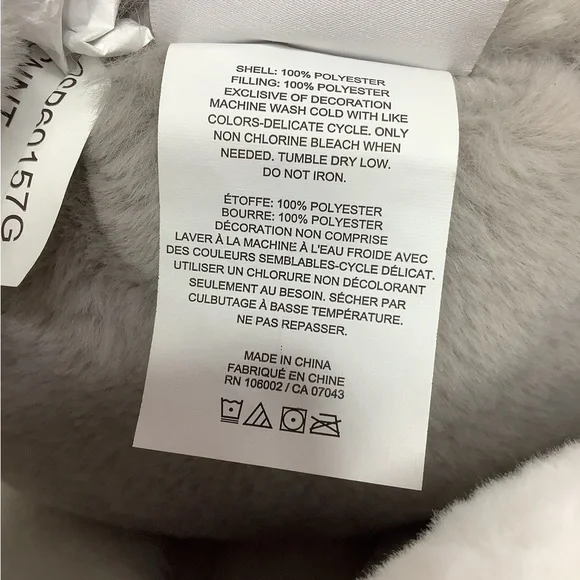 SHELL: 100% POLYESTER
FILLING: 100% POLYESTER
EXCLUSIVE OF DECORATION
MACHINE WASH COLD WITH LIKE
COLORS-DELICATE CYCLE. ONLY
NON CHLORINE BLEACH WHEN
NEEDED. TUMBLE DRY LOW.
DO NOT IRON.
ÉTOFFE: 100% POLYESTER
BOURRE: 100% POLYESTER
DÉCORATION NON COMPRISE
LAVER À LA MACHINE À L'EAU FROIDE AVEC
DES COULEURS SEMBLABLES-CYCLE DÉLICAT.
UTILISER UN CHLORURE NON DÉCOLORANT
SEULEMENT AU BESOIN. SÉCHER PAR
CULBUTAGE À BASSE TEMPÉRATURE.
NE PAS REPASSER.
MADE IN CHINA
FABRIQUÉ EN CHINE
RN 106002 / CA 07043